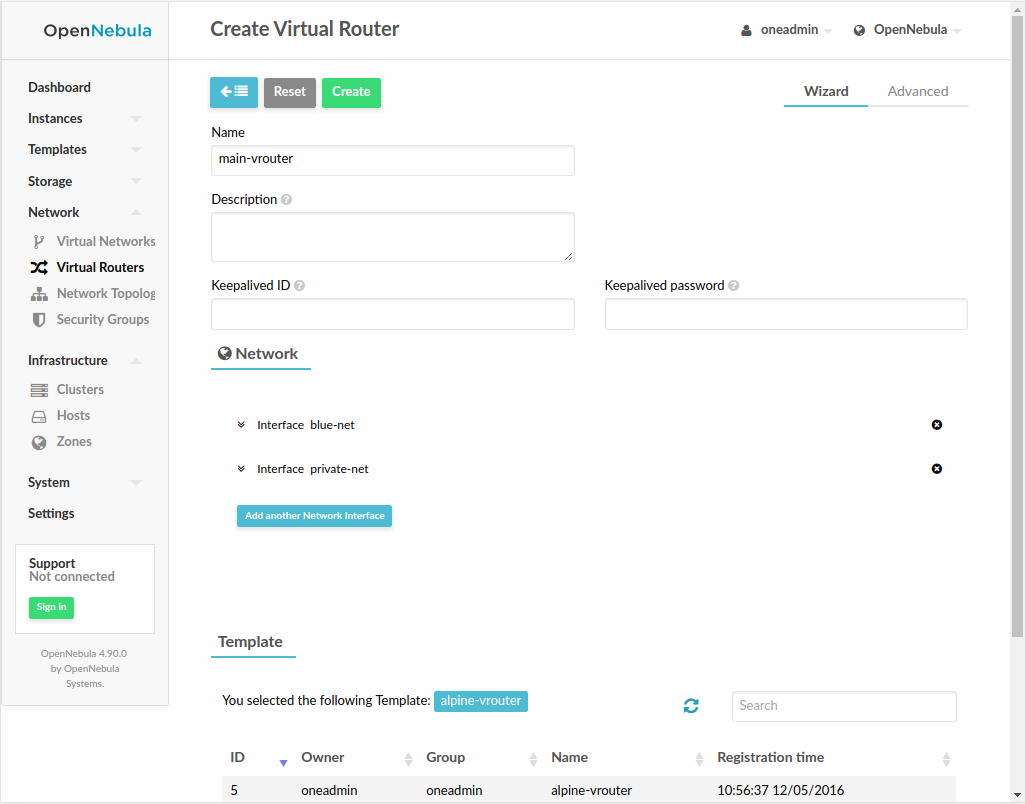 OpenNebula
Create Virtual Router
oneadmin
OpenNebula
Dashboard
Instances
Templates
Storage
Network
Virtual Networks
Virtual Routers
Network Topolog
Security Groups
Infrastructure
Clusters
Hosts
Zones
System
Settings
Support
Not connected
Sign in
OpenNebula 4.90.0
by OpenNebula
Systems.
Reset
Create
Wizard
Advanced
Name
main-vrouter
Description
Keepalived ID
Keepalived password
Network
Interface blue-net
Interface private-net
Add another Network Interface
Template
You selected the following Template: alpine-vrouter
Search
ID Owner Group Name Registration time
5 oneadmin oneadmin alpine-vrouter 10:56:37 12/05/2016